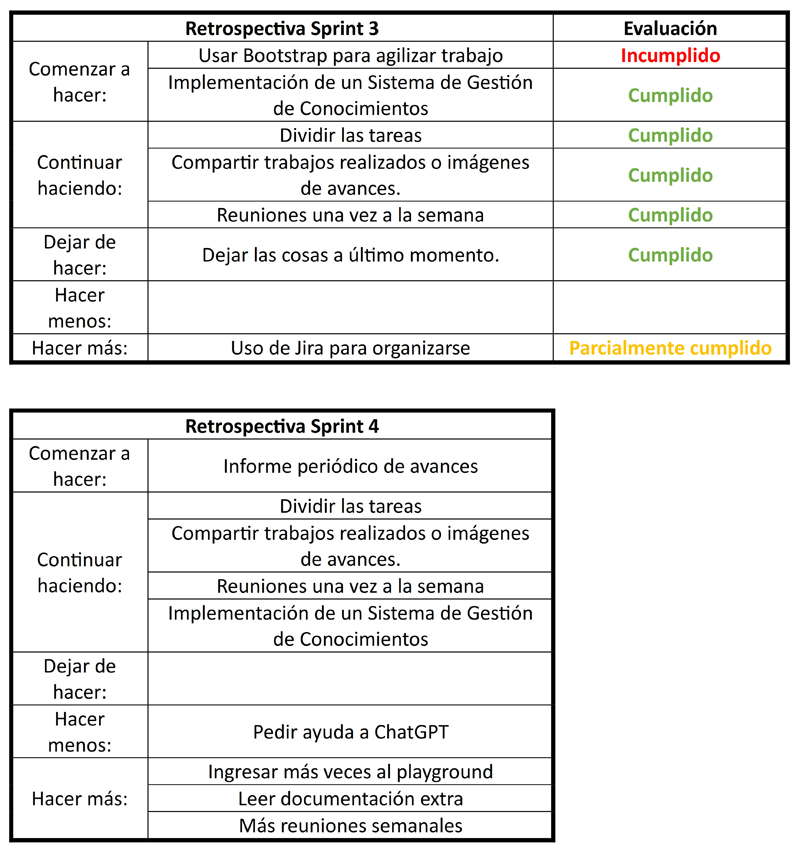 Retrospectiva Sprint 3 Evaluación
Comenzar a hacer:
Usar Bootstrap para agilizar trabajo Incumplido
Implementación de un Sistema de Gestión
de Conocimientos Cumplido
Continuar haciendo:
Dividir las tareas Cumplido
Compartir trabajos realizados o imágenes
de avances. Cumplido
Reuniones una vez a la semana Cumplido
Dejar de hacer:
Dejar las cosas a último momento. Cumplido
Hacer menos:
Hacer más: Uso de Jira para organizarse Parcialmente cumplido
Retrospectiva Sprint 4
Comenzar a hacer:
Informe periódico de avances
Continuar haciendo:
Dividir las tareas
Compartir trabajos realizados o imágenes
de avances.
Reuniones una vez a la semana
Implementación de un Sistema de Gestión
de Conocimientos
Dejar de hacer:
Hacer menos:
Pedir ayuda a ChatGPT
Hacer más:
Ingresar más veces al playground
Leer documentación extra
Más reuniones semanales